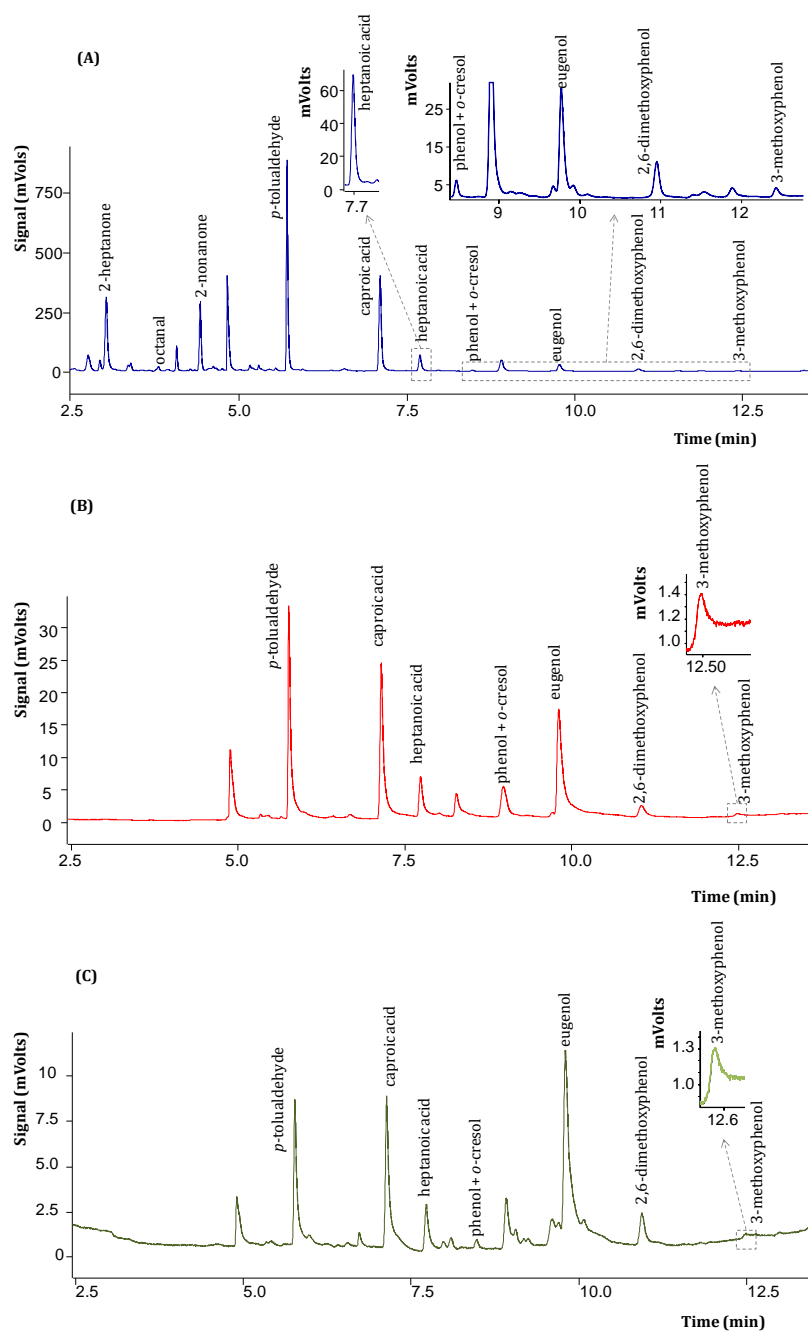 (A)
Signal (mVols)
750
500
250
0
2.5
5.0
7.5
10.0
12.5
Time (min)
2-heptanone
octanal
2-nonanone
p-tolualdehyde
caproic acid
heptanoic acid
phenol + o-cresol
eugenol
2,6-dimethoxyphenol
3-methoxyphenol
mVolts
60
40
20
0
7.7
heptanoic acid
mVolts
25
15
5
9
10
11
12
phenol + o-cresol
eugenol
2,6-dimethoxyphenol
3-methoxyphenol
(B)
Signal (mVolts)
30
25
20
15
10
5
0
2.5
5.0
7.5
10.0
12.5
Time (min)
p-tolualdehyde
caproic acid
heptanoic acid
phenol + o-cresol
eugenol
2,6-dimethoxyphenol
3-methoxyphenol
mVolts
1.4
1.2
1.0
12.50
3-methoxyphenol
(C)
Signal (mVolts)
10
7.5
5.0
2.5
0
2.5
5.0
7.5
10.0
12.5
Time (min)
p-tolualdehyde
caproic acid
heptanoic acid
phenol + o-cresol
eugenol
2,6-dimethoxyphenol
3-methoxyphenol
mVolts
1.3
1.0
12.6
3-methoxyphenol